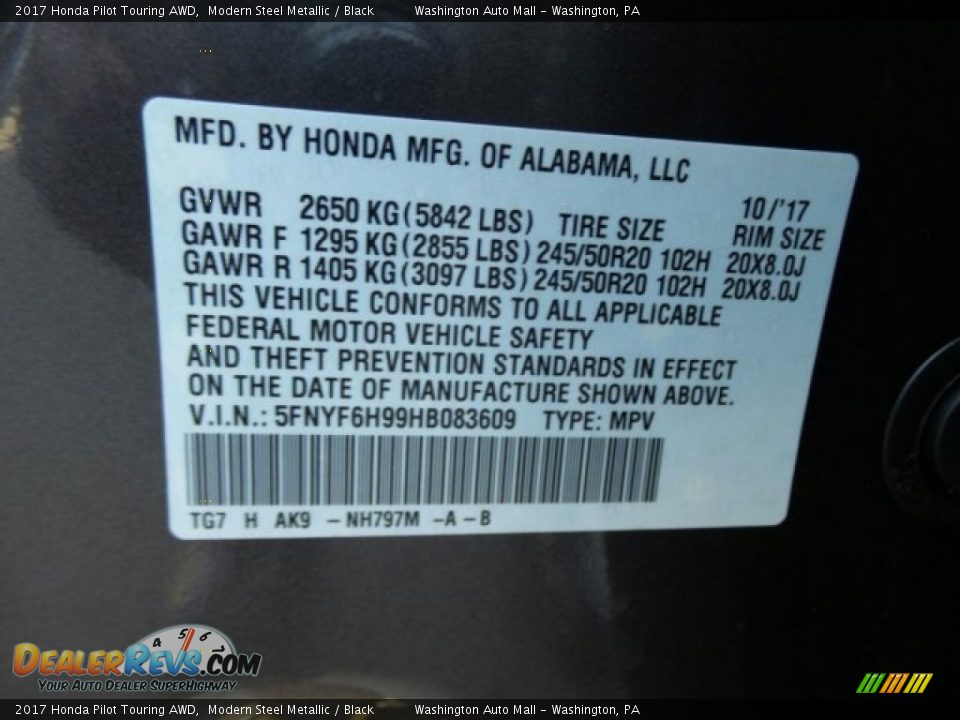 2017 Honda Pilot Touring AWD, Modern Steel Metallic / Black Washington Auto Mall - Washington, PA
MFD. BY HONDA MFG. OF ALABAMA, LLC
10/'17
GVWR 2650 KG (5842 LBS) TIRE SIZE RIM SIZE
GAWR F 1295 KG (2855 LBS) 245/50R20 102H 20X8.0J
GAWR R 1405 KG (3097 LBS) 245/50R20 102H 20X8.0J
THIS VEHICLE CONFORMS TO ALL APPLICABLE
FEDERAL MOTOR VEHICLE SAFETY
AND THEFT PREVENTION STANDARDS IN EFFECT
ON THE DATE OF MANUFACTURE SHOWN ABOVE.
V.I.N.: 5FNYF6H99HB083609 TYPE: MPV
TG7 H AK9 - NH797M -A - B
4 5 6 7
DEALERREVS.COM
YOUR AUTO DEALER SUPERHIGHWAY
2017 Honda Pilot Touring AWD, Modern Steel Metallic / Black Washington Auto Mall - Washington, PA